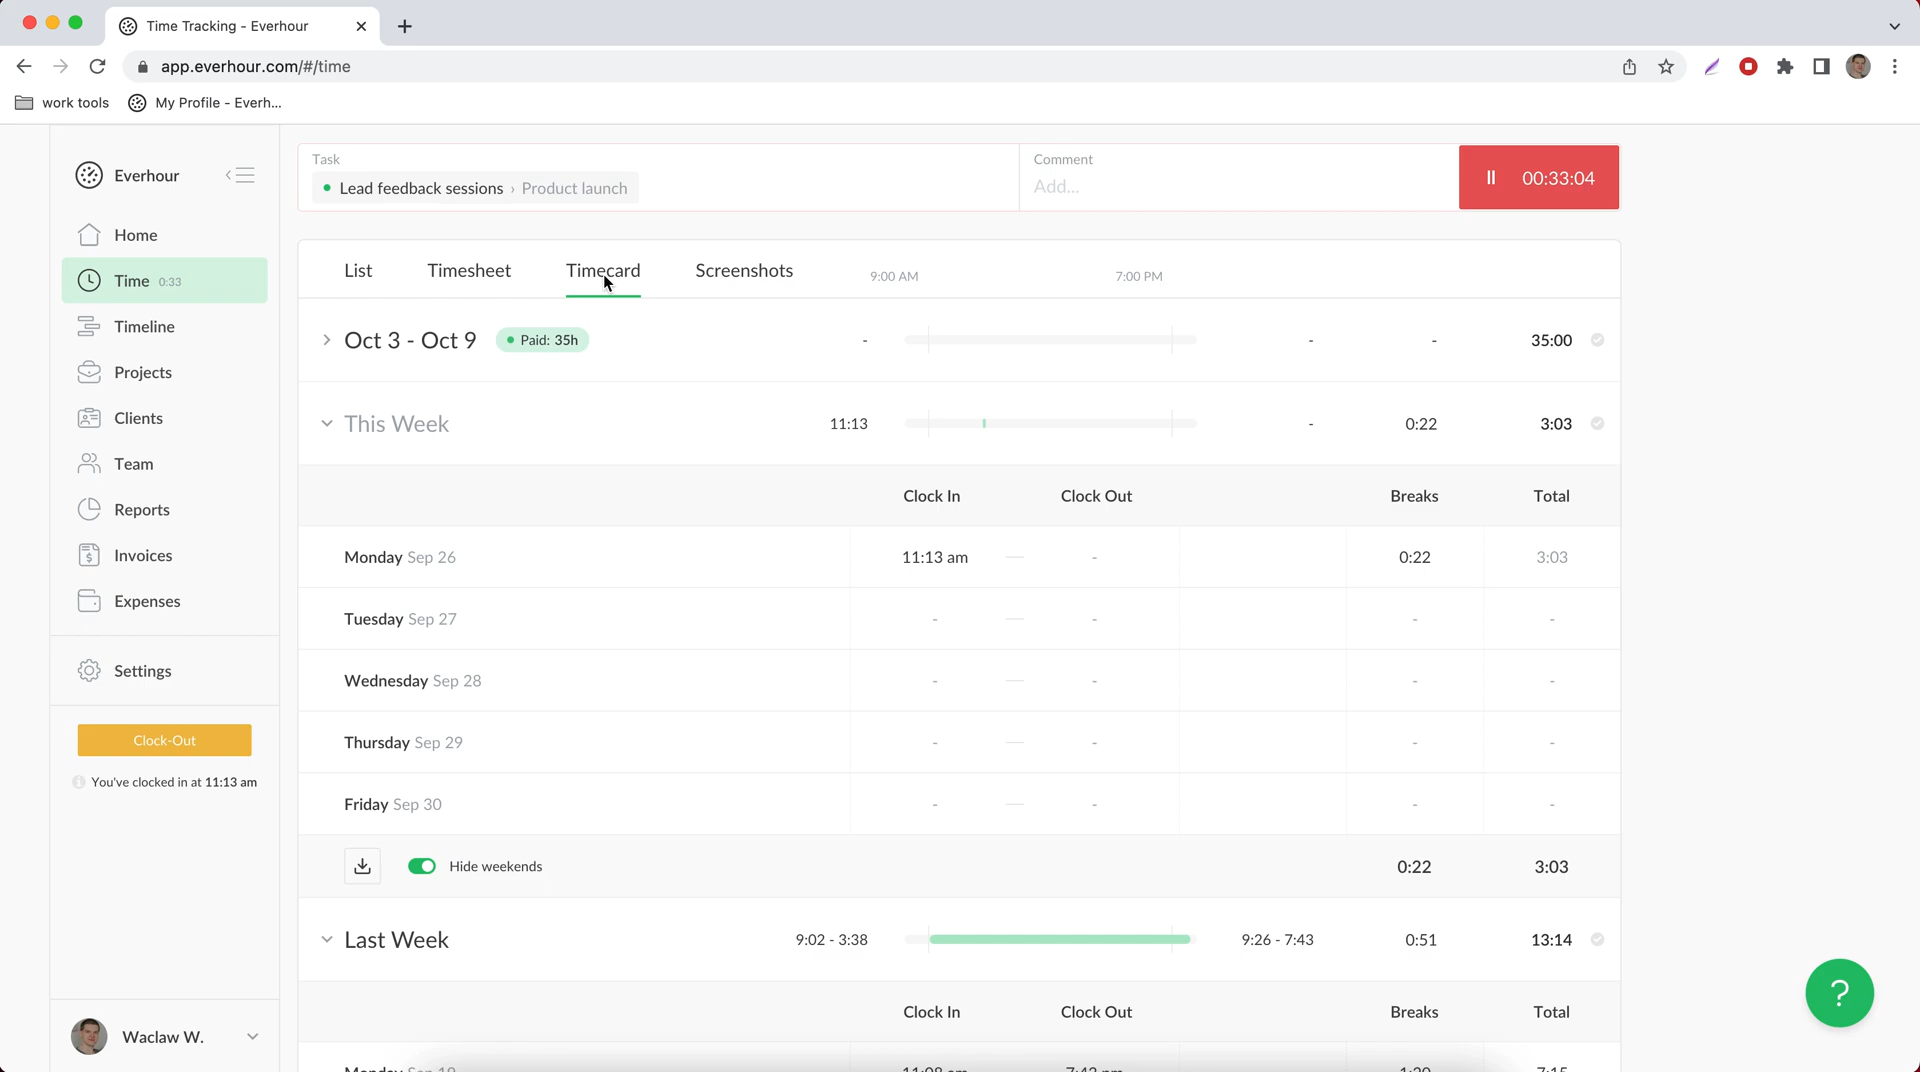 Time Tracking - Everhour
app.everhour.com/#/time
work tools
My Profile - Everh...
Everhour
Home
Time 0:33
Timeline
Projects
Clients
Team
Reports
Invoices
Expenses
Settings
Clock-Out
You've clocked in at 11:13 am
Waclaw W.
Task
Lead feedback sessions › Product launch
Comment
Add...
00:33:04
List Timesheet Timecard Screenshots 9:00 AM 7:00 PM
Oct 3 - Oct 9 Paid: 35h - - - 35:00
This Week 11:13 - 0:22 3:03
Clock In Clock Out Breaks Total
Monday Sep 26 11:13 am — - 0:22 3:03
Tuesday Sep 27 - — - - -
Wednesday Sep 28 - — - - -
Thursday Sep 29 - — - - -
Friday Sep 30 - — - - -
Hide weekends 0:22 3:03
Last Week 9:02 - 3:38 9:26 - 7:43 0:51 13:14
Clock In Clock Out Breaks Total
Monday Sep 19 11:08 am 7:43 pm 1:20 7:15
?